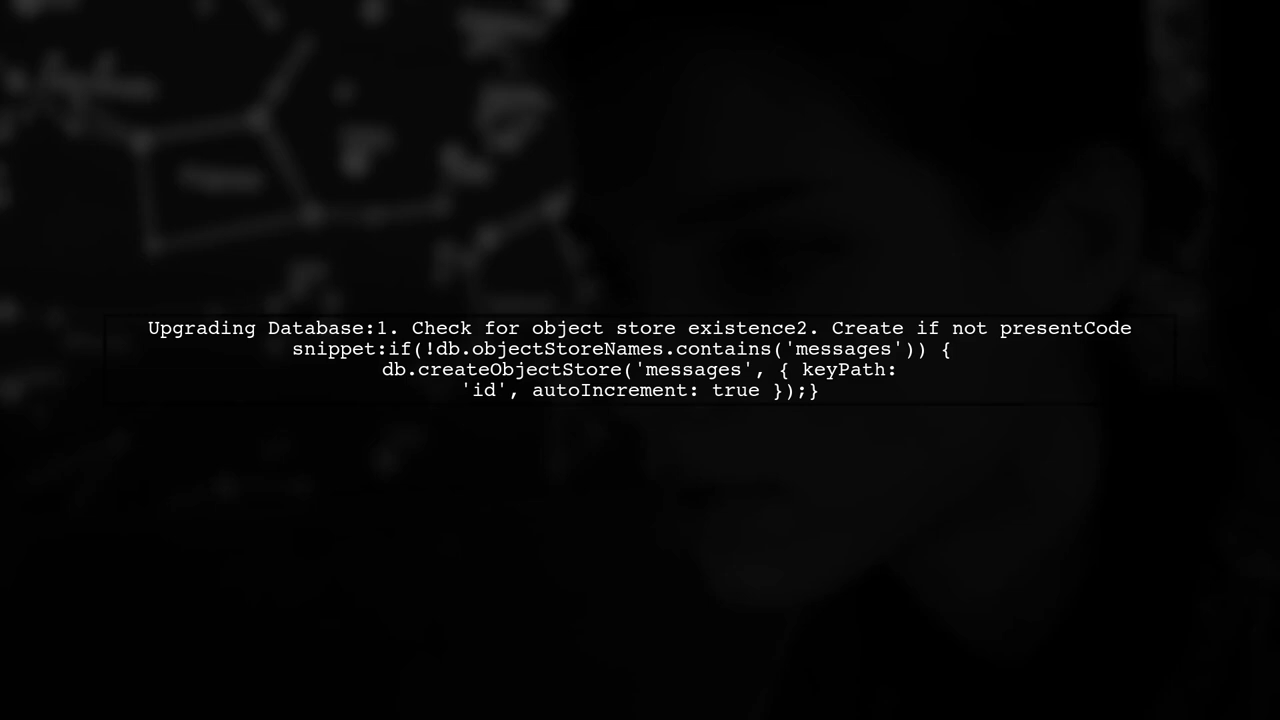 Upgrading Database:1. Check for object store existence2. Create if not presentCode
snippet:if(!db.objectStoreNames.contains('messages')) {
db.createObjectStore('messages', { keyPath:
'id', autoIncrement: true });}